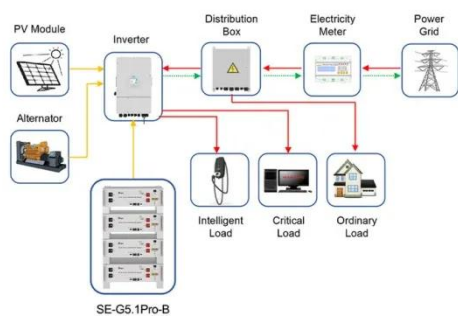 PV Module
Inverter
Distribution
Box
Electricity
Meter
Power
Grid
Alternator
Intelligent
Load
Critical
Load
Ordinary
Load
SE-G5.1Pro-B